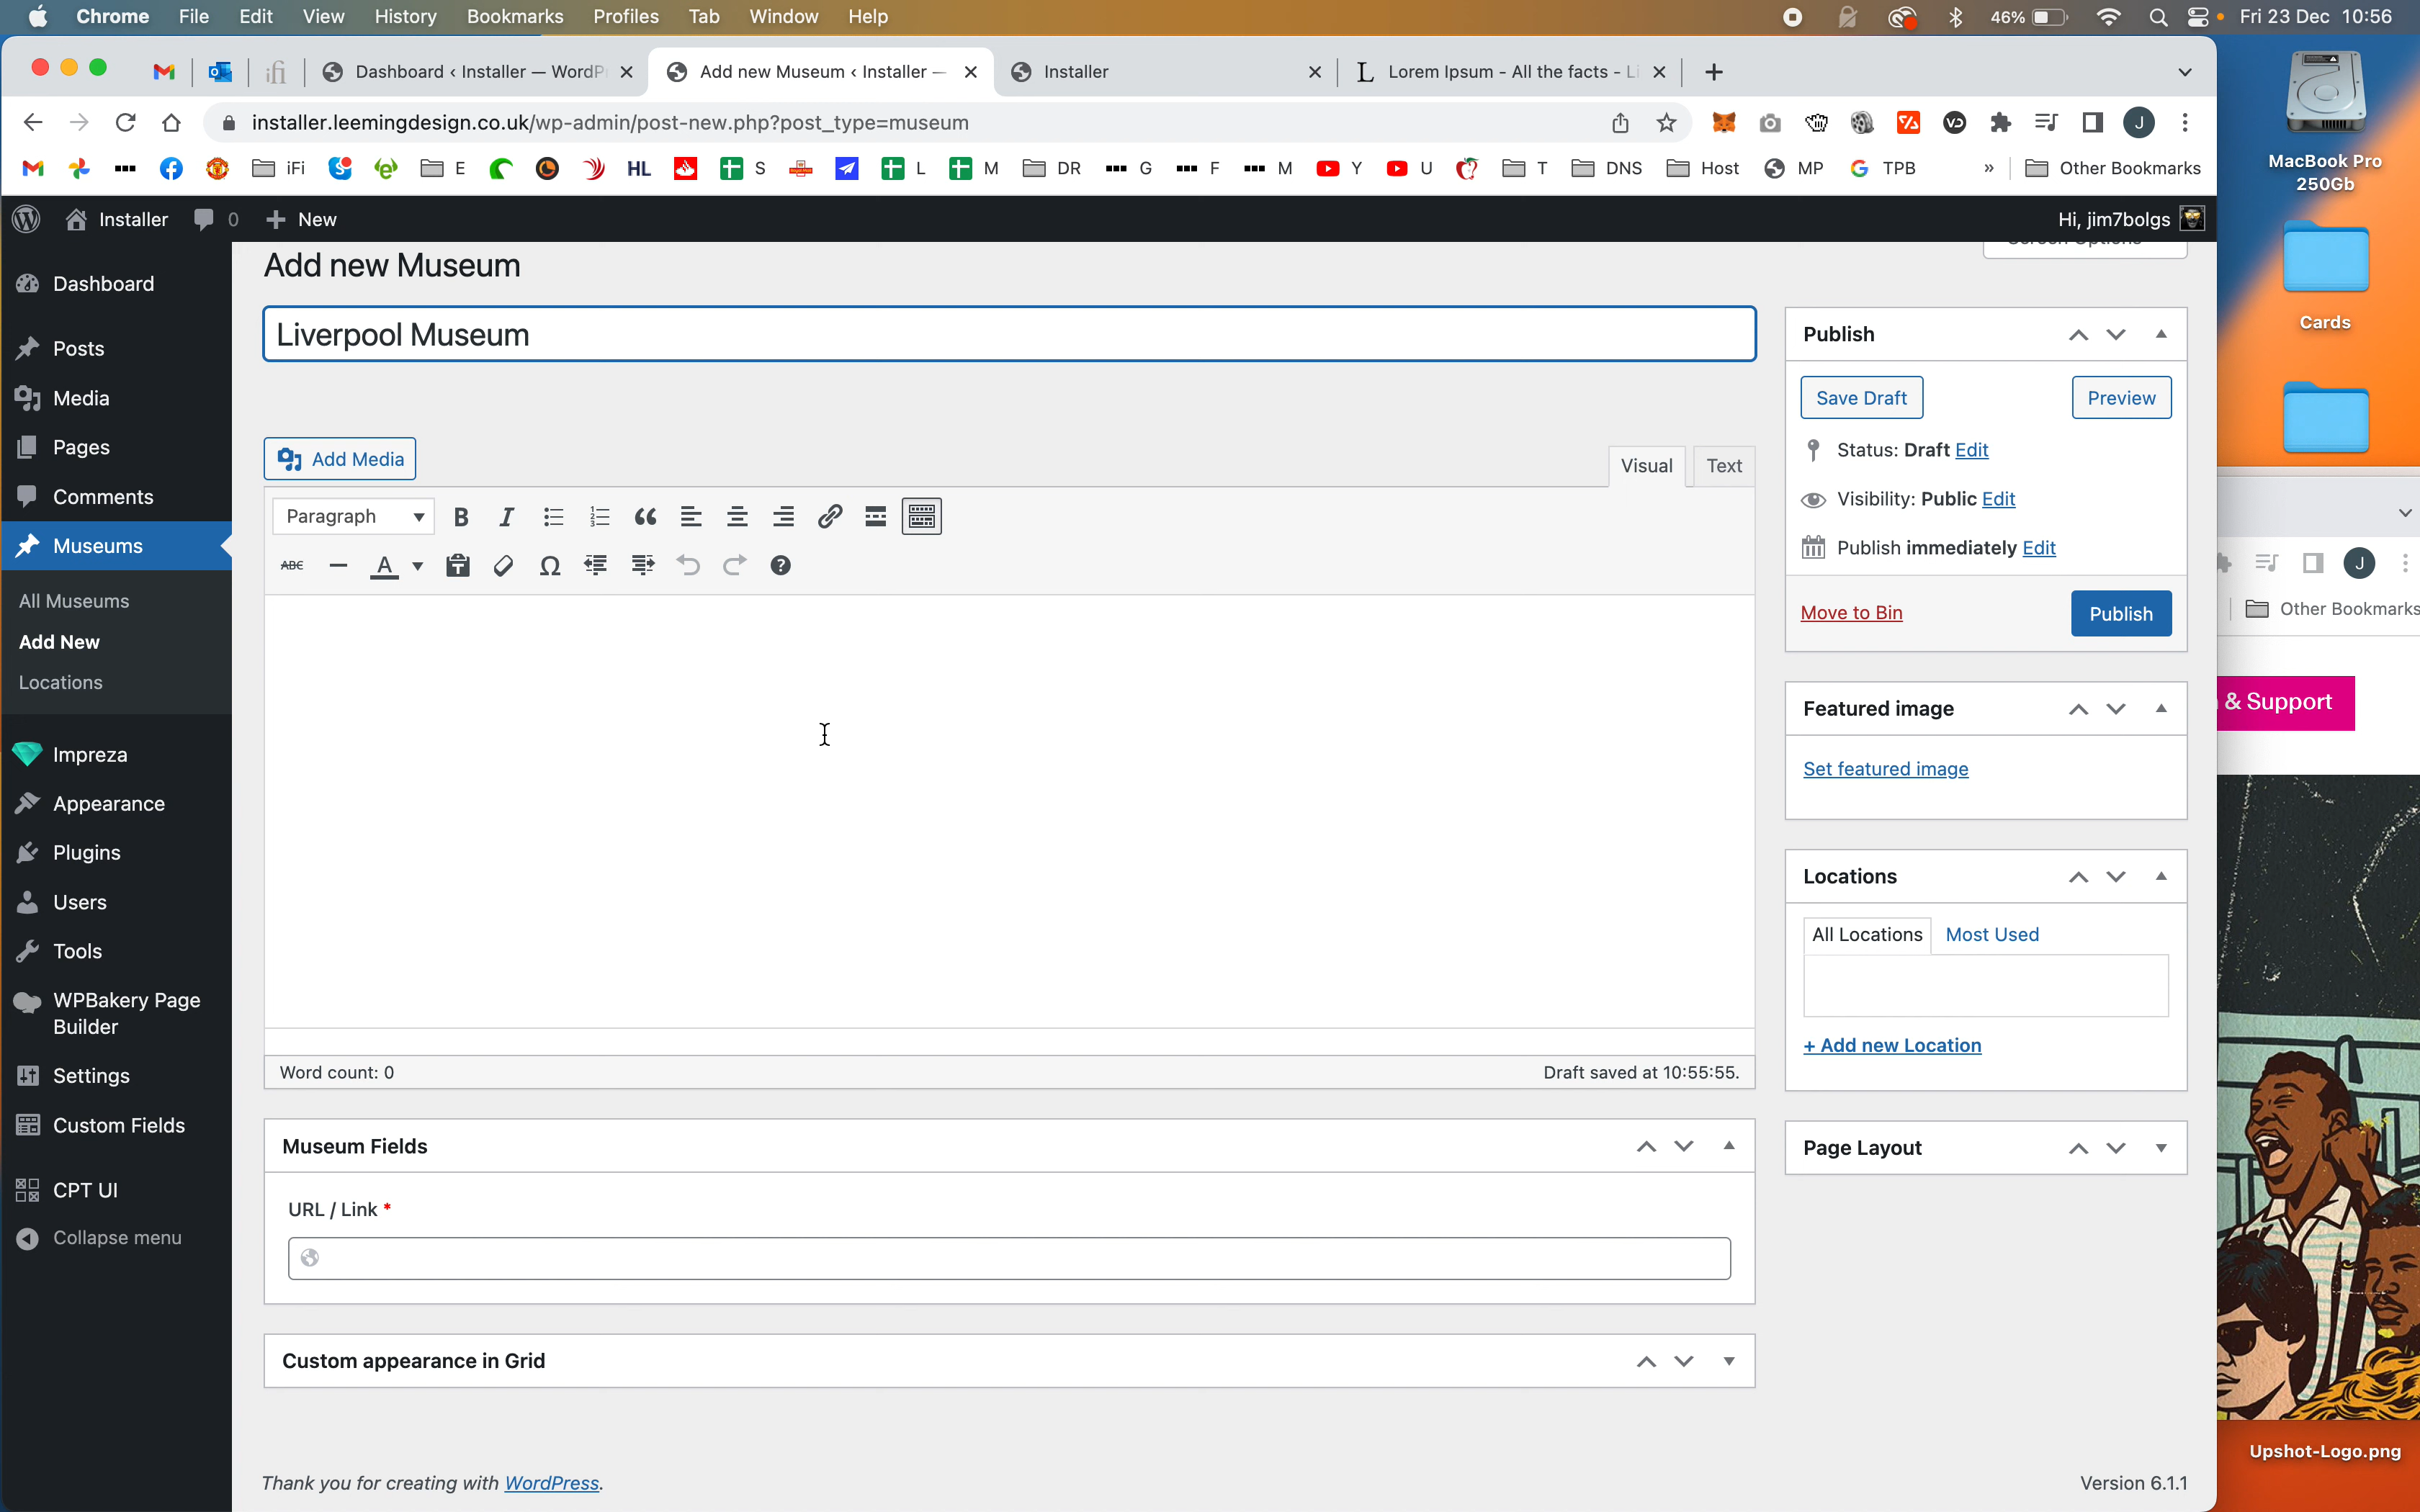 Chrome File Edit View History Bookmarks Profiles Tab Window Help 46% Fri 23 Dec 10:56
ifi Dashboard ‹ Installer — WordP Add new Museum ‹ Installer — Installer Lorem Ipsum - All the facts - Li
installer.leemingdesign.co.uk/wp-admin/post-new.php?post_type=museum J
iFi E HL S L M DR G F M Y U T DNS Host MP TPB » Other Bookmarks
Installer 0 New Hi, jim7bolgs
Screen Options
Add new Museum
Liverpool Museum
Add Media Visual Text
Paragraph
ABC
Word count: 0 Draft saved at 10:55:55.
Museum Fields
URL / Link *
Custom appearance in Grid
Thank you for creating with WordPress.
Version 6.1.1
Dashboard
Posts
Media
Pages
Comments
Museums
All Museums
Add New
Locations
Impreza
Appearance
Plugins
Users
Tools
WPBakery Page
Builder
Settings
Custom Fields
CPT UI
Collapse menu
Publish
Save Draft Preview
Status: Draft Edit
Visibility: Public Edit
Publish immediately Edit
Move to Bin Publish
Featured image
Set featured image
Locations
All Locations Most Used
+ Add new Location
Page Layout
MacBook Pro
250Gb
Cards
J
Other Bookmarks
& Support
Upshot-Logo.png